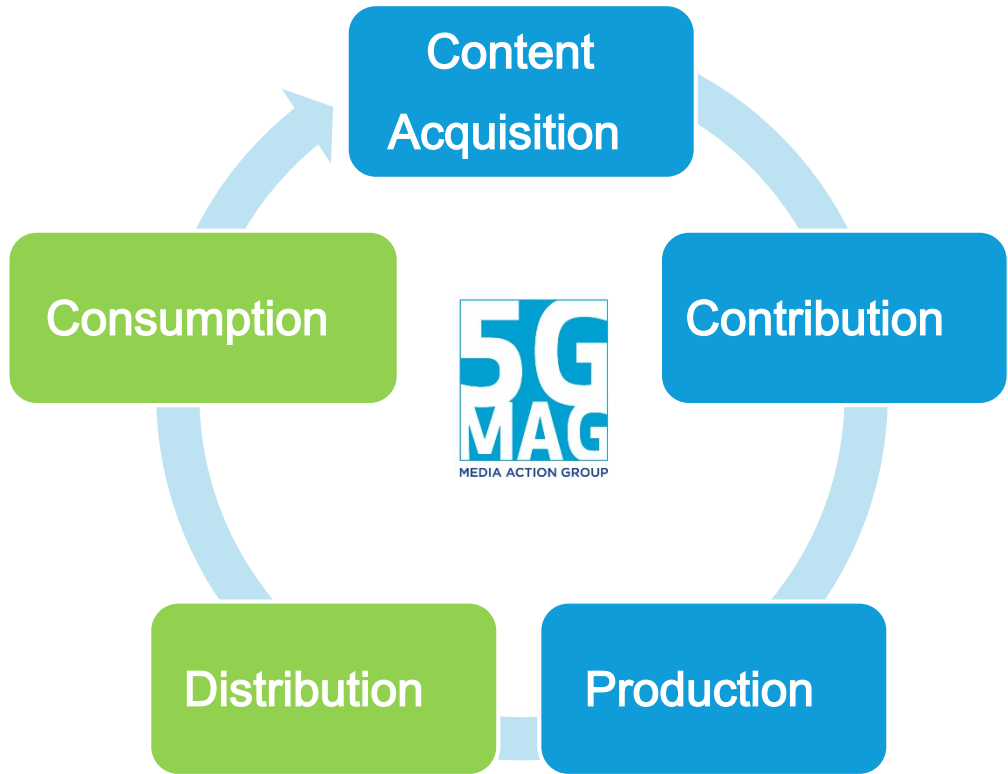 Content
Acquisition
Consumption
Contribution
5G
MAG
MEDIA ACTION GROUP
Distribution
Production